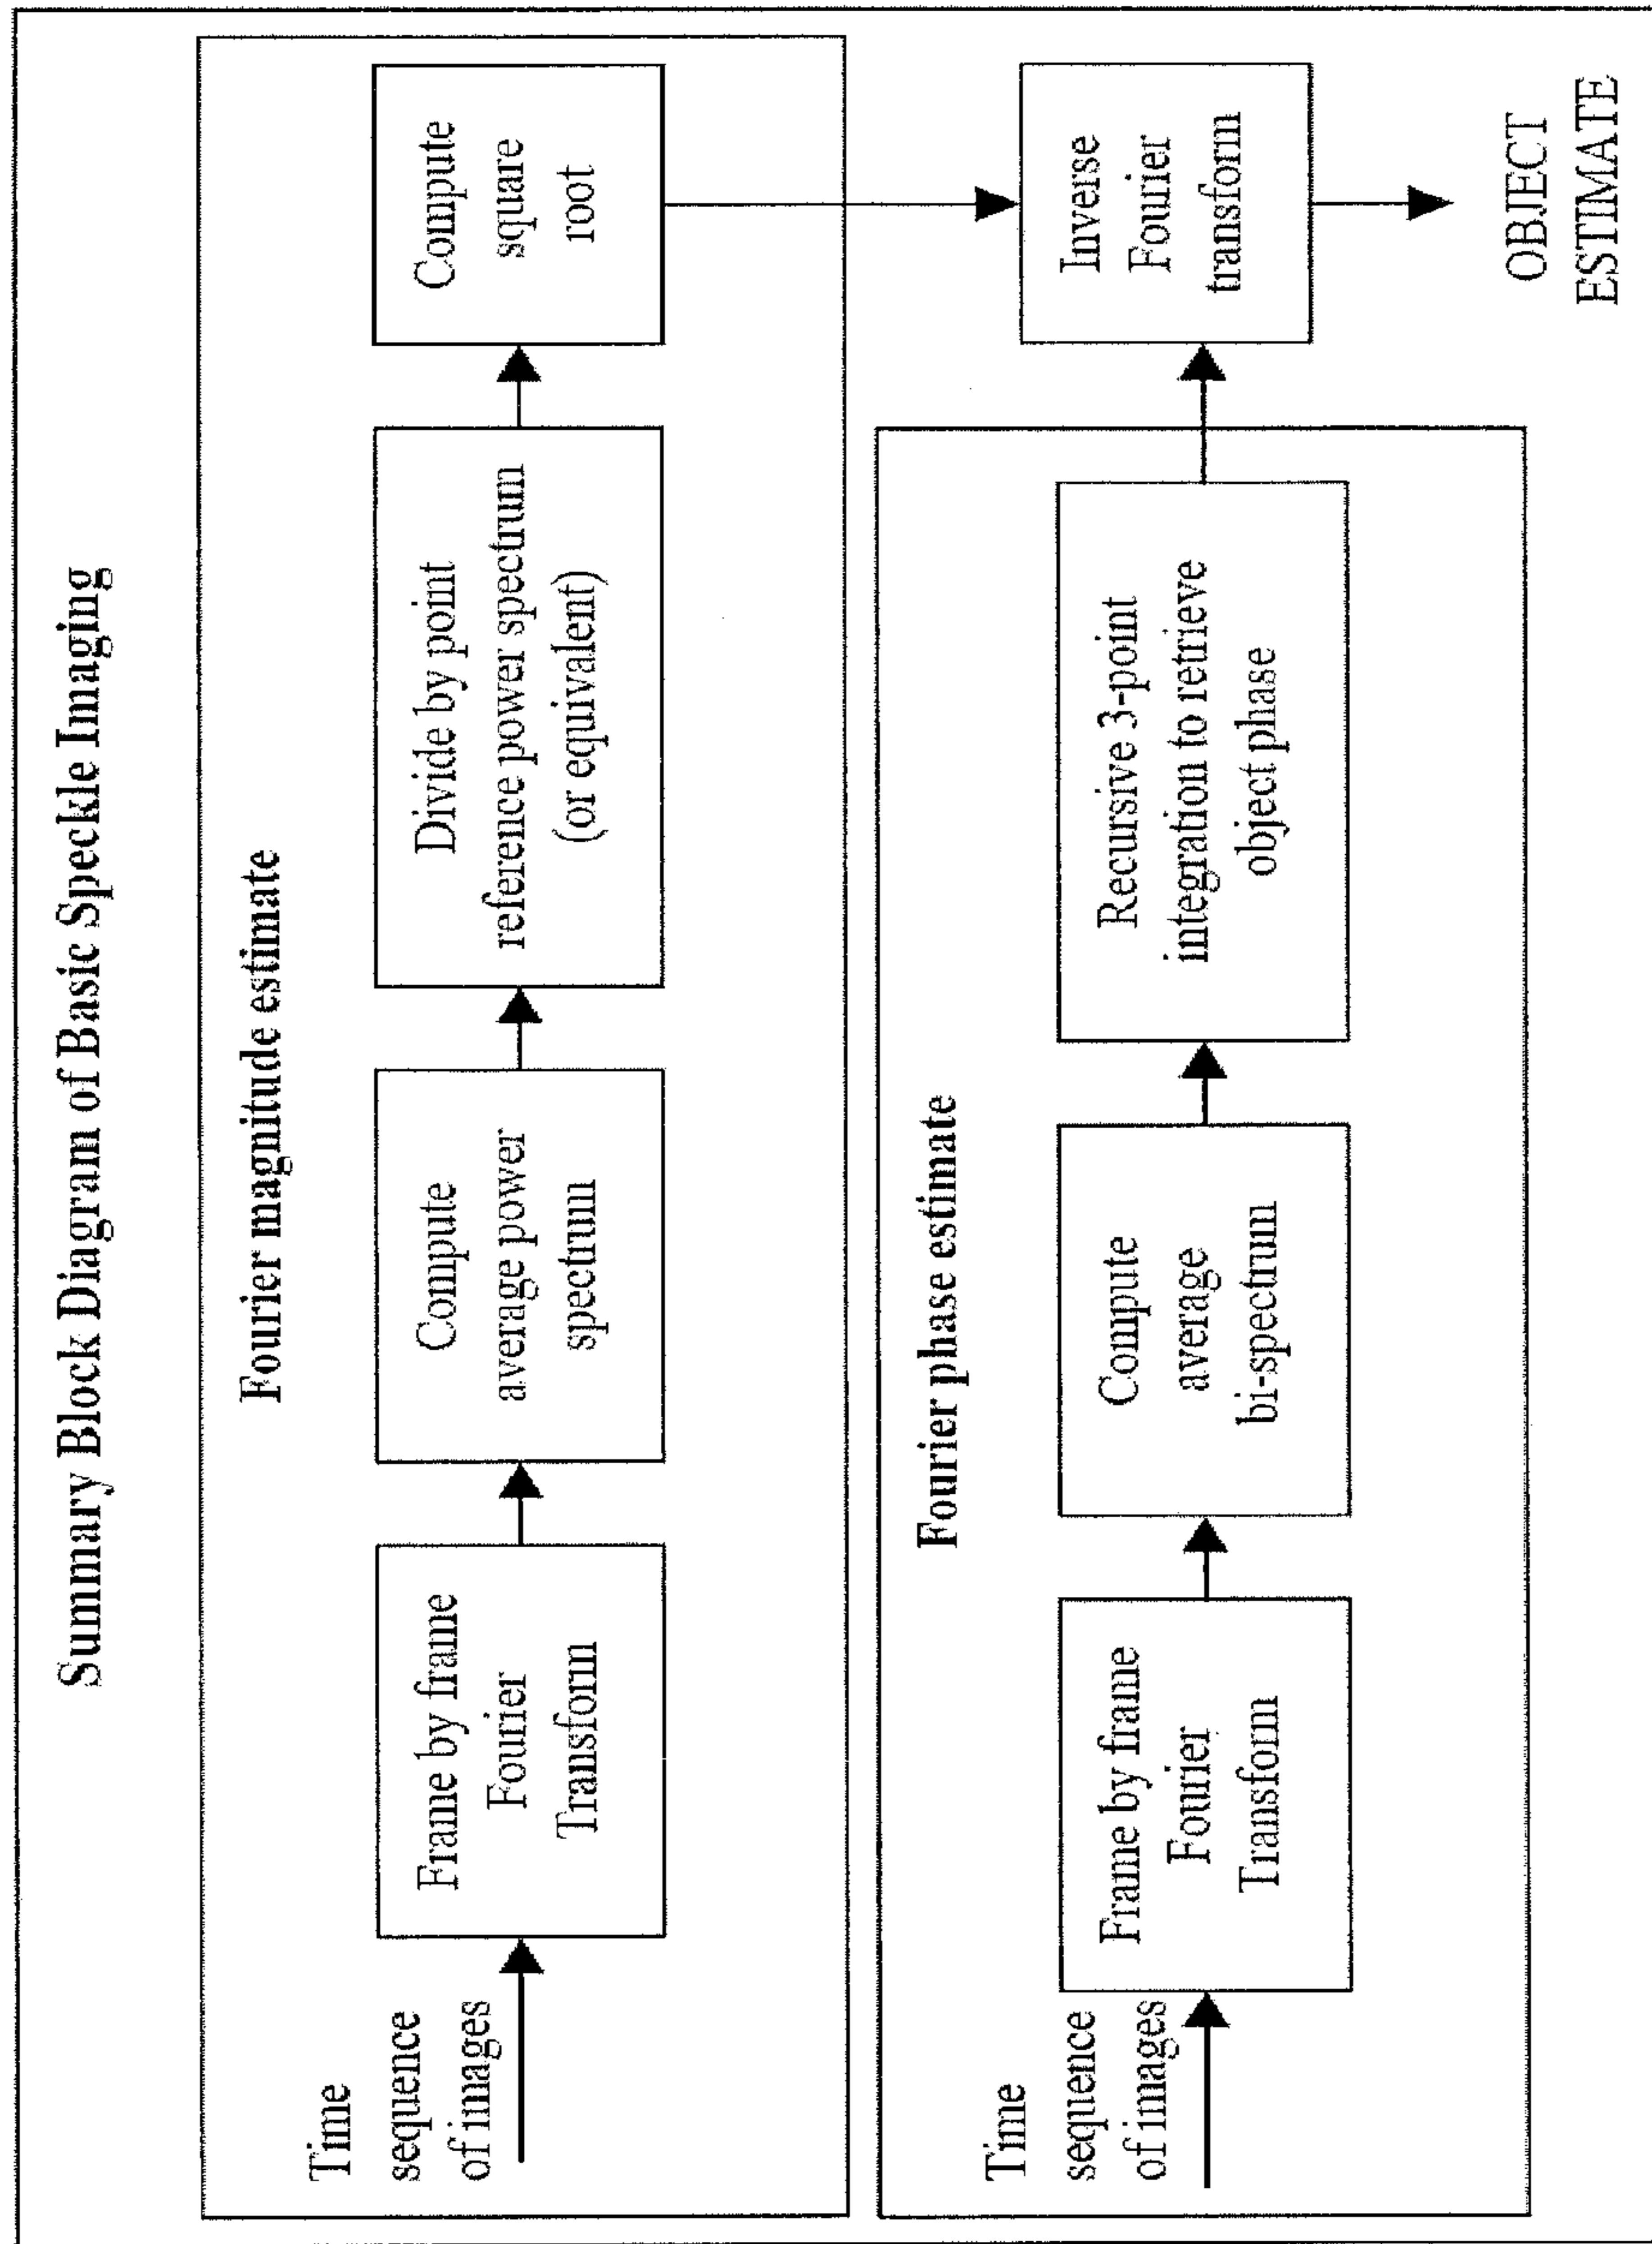 Summary Block Diagram of Basic Speckle Imaging
Fourier magnitude estimate
Time
sequence
of images
Frame by frame
Fourier
Transform
Compute
average power
spectrum
Divide by point
reference power spectrum
(or equivalent)
Compute
square
root
Fourier phase estimate
Time
sequence
of images
Frame by frame
Fourier
Transform
Compute
average
bi-spectrum
Recursive 3-point
integration to retrieve
object phase
Inverse
Fourier
transform
OBJECT
ESTIMATE